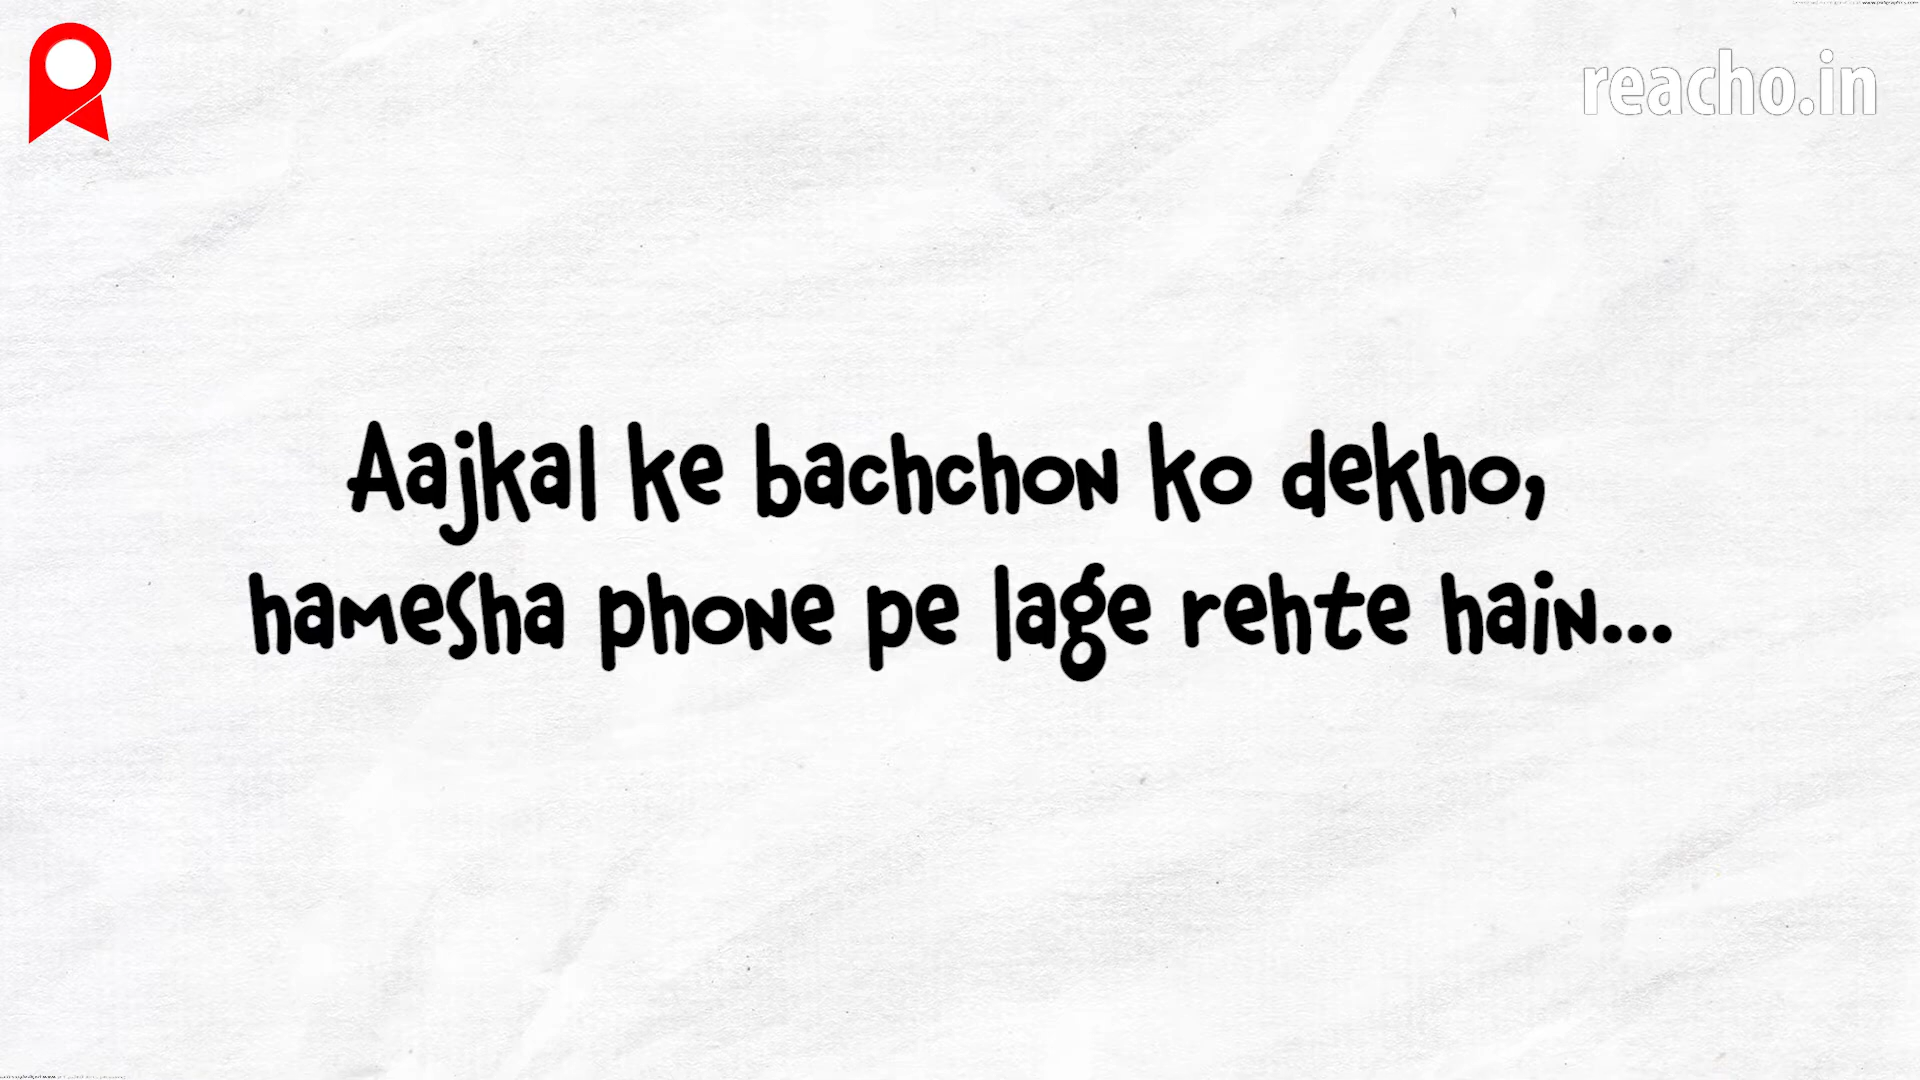 reacho.in
Aajkal ke bachchon ko dekho,
hamesha phone pe lage rehte hain...